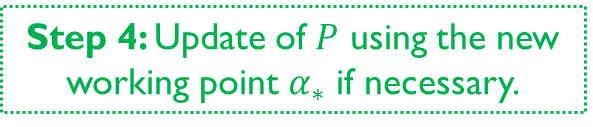 Step 4: Update of P using the new
working point α* if necessary.